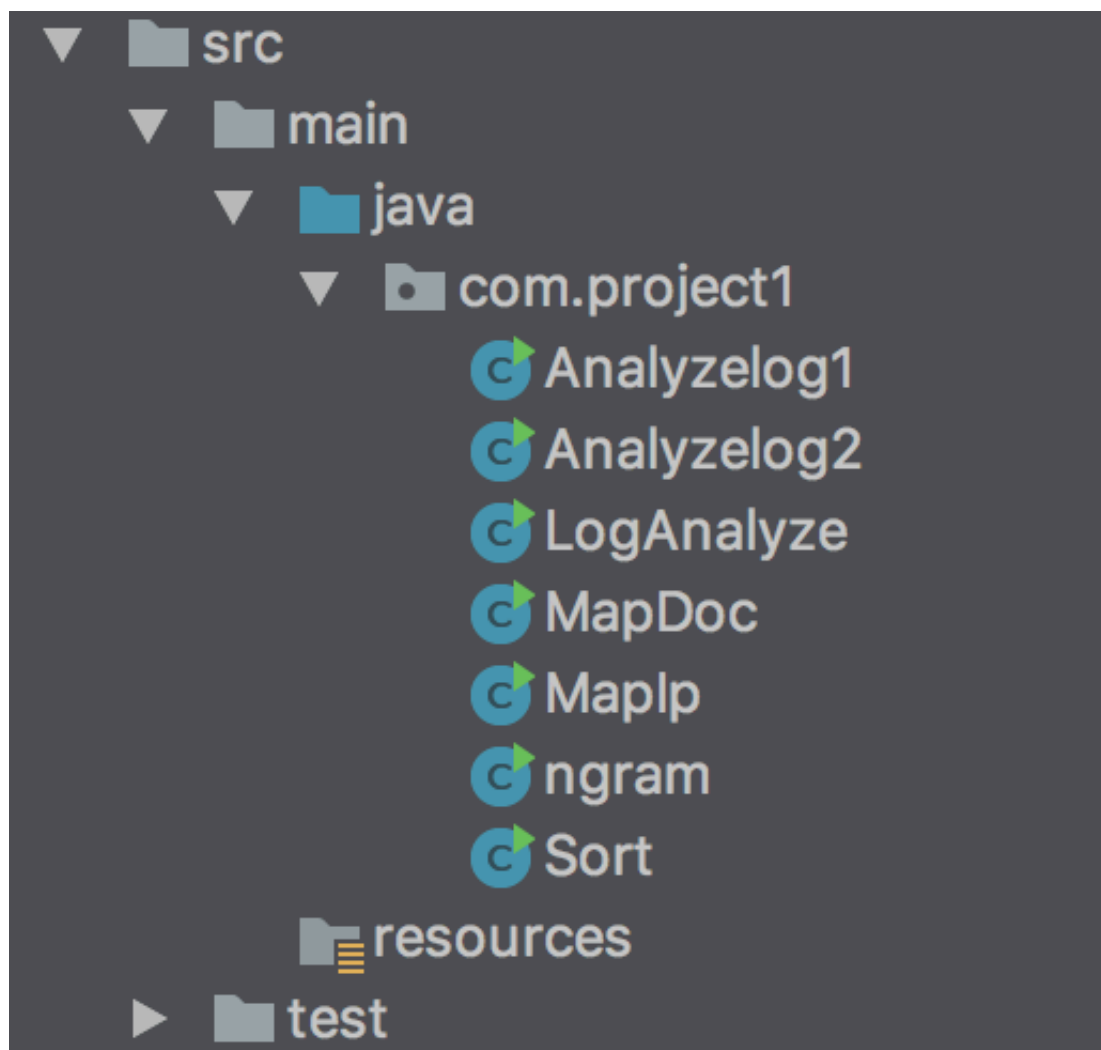 src
main
java
com.project1
Analyzelog1
Analyzelog2
LogAnalyze
MapDoc
MapIp
ngram
Sort
resources
test